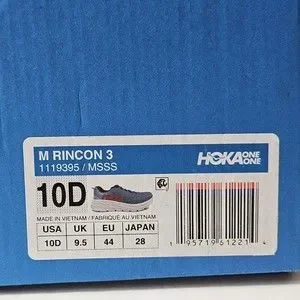 M RINCON 3
1119395 / MSSS
HOKA ONE ONE
10D
MADE IN VIETNAM / FABRIQUE AU VIETNAM
USA UK EU JAPAN
10D 9.5 44 28
1 95719 61221 4